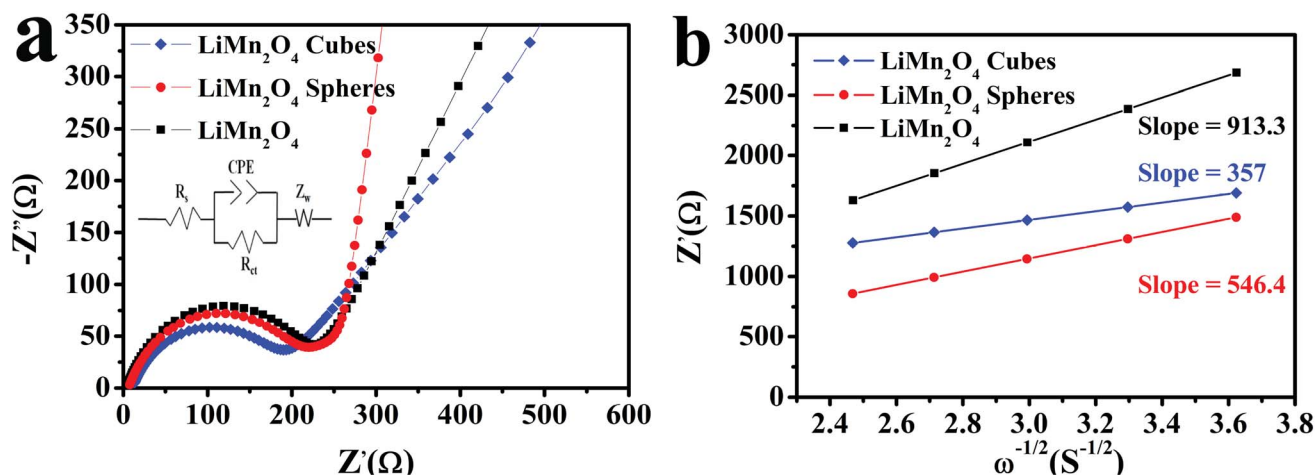 a
350
300
250
200
150
100
50
0
-Z"(Ω)
LiMn₂O₄ Cubes
LiMn₂O₄ Spheres
LiMn₂O₄
CPE
Rₛ
Z_w
R_ct
0 100 200 300 400 500 600
Z'(Ω)
b
3000
2500
2000
1500
1000
500
0
Z'(Ω)
LiMn₂O₄ Cubes
LiMn₂O₄ Spheres
LiMn₂O₄
Slope = 913.3
Slope = 357
Slope = 546.4
2.4 2.6 2.8 3.0 3.2 3.4 3.6 3.8
ω⁻¹/²(S⁻¹/²)